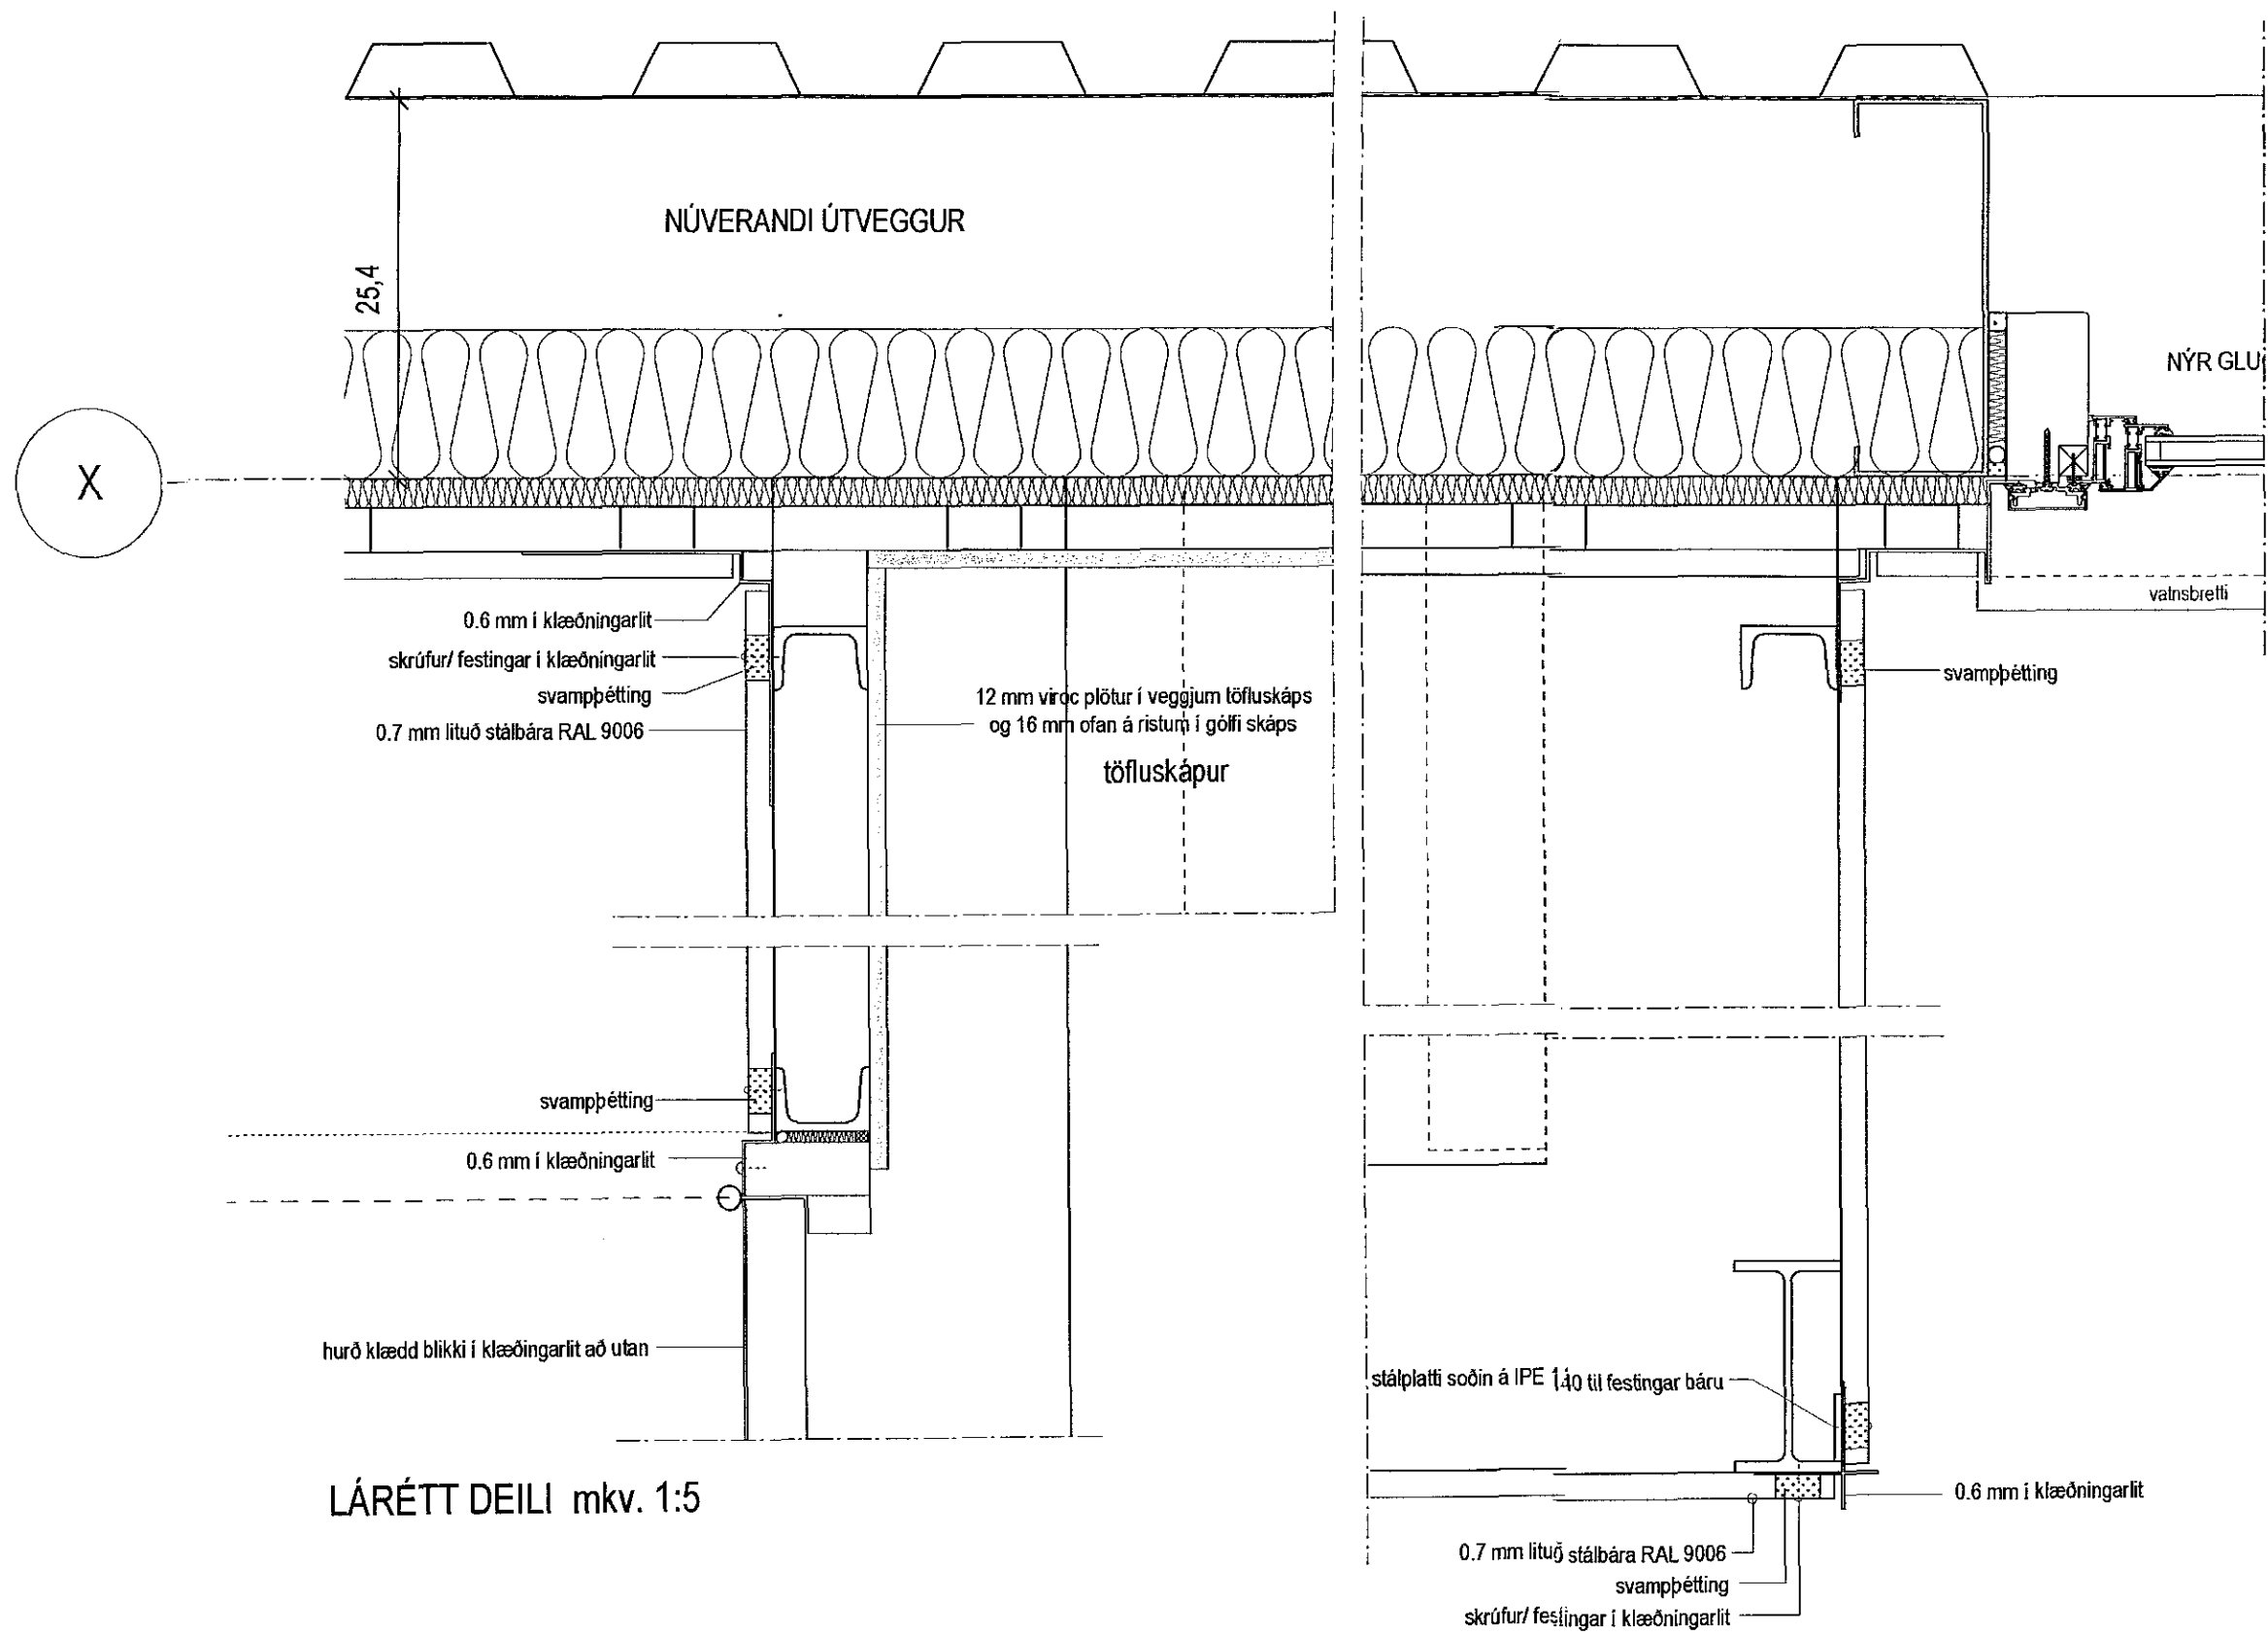 NÚVERANDI ÚTVEGGUR
25,4
NÝR GLU
X
vatnsbretti
0.6 mm í klæðningarlit
skrúfur/ festingar í klæðningarlit
svampþétting
0.7 mm lituð stálbára RAL 9006
12 mm viroc plötur í veggjum töfluskáps
og 16 mm ofan á ristum í gólfi skáps
töfluskápur
svampþétting
svampþétting
0.6 mm í klæðningarlit
hurð klædd blikki í klæðingarlit að utan
stálplatti soðin á IPE 140 til festingar báru
LÁRÉTT DEILI mkv. 1:5
0.6 mm í klæðningarlit
0.7 mm lituð stálbára RAL 9006
svampþétting
skrúfur/ festingar í klæðningarlit